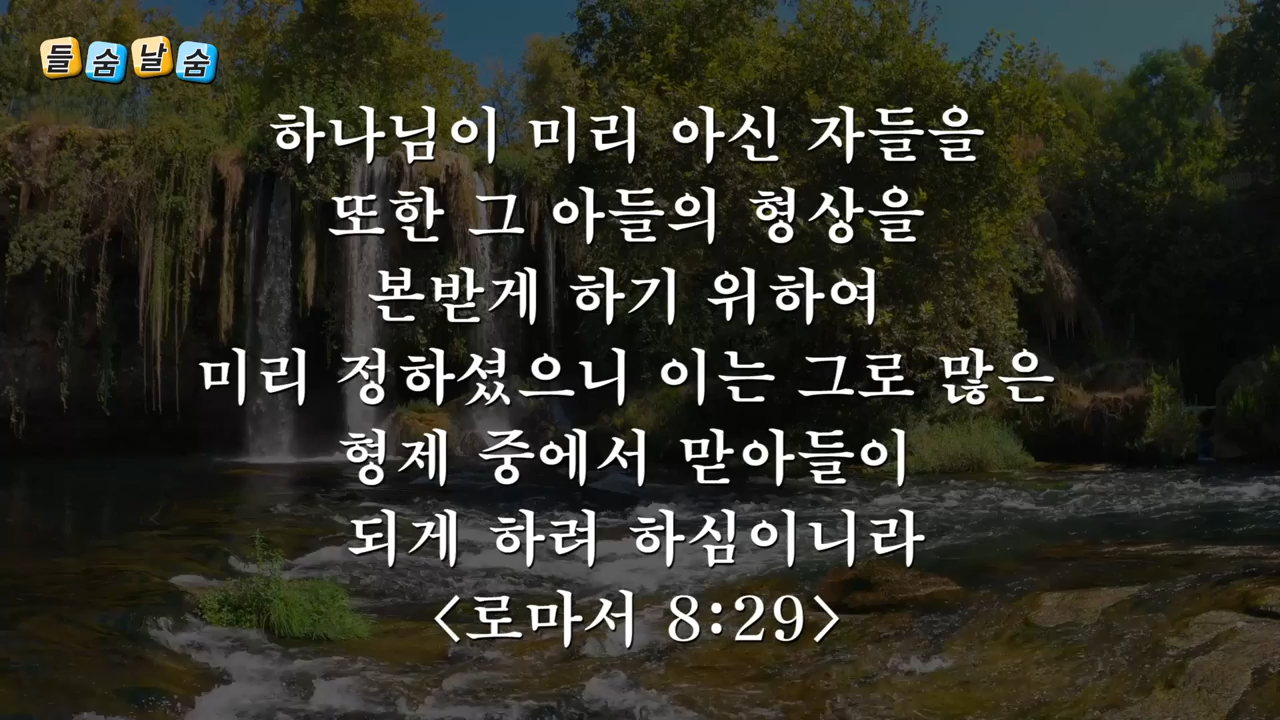 들숨날숨
하나님이 미리 아신 자들을
또한 그 아들의 형상을
본받게 하기 위하여
미리 정하셨으니 이는 그로 많은
형제 중에서 맏아들이
되게 하려 하심이니라
<로마서 8:29>